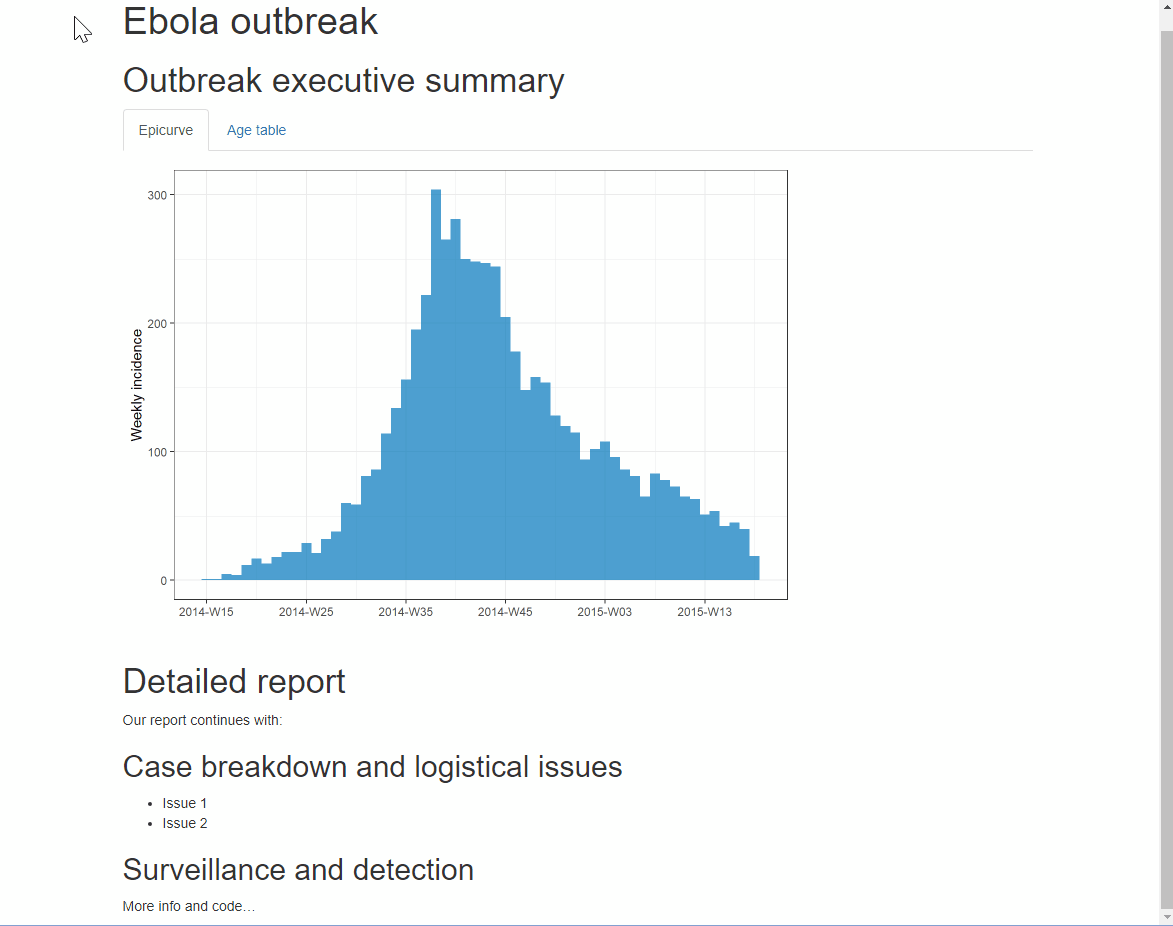 Ebola outbreak
Outbreak executive summary
Epicurve Age table
300
200
100
0
Weekly incidence
2014-W15 2014-W25 2014-W35 2014-W45 2015-W03 2015-W13
Detailed report
Our report continues with:
Case breakdown and logistical issues
• Issue 1
• Issue 2
Surveillance and detection
More info and code…